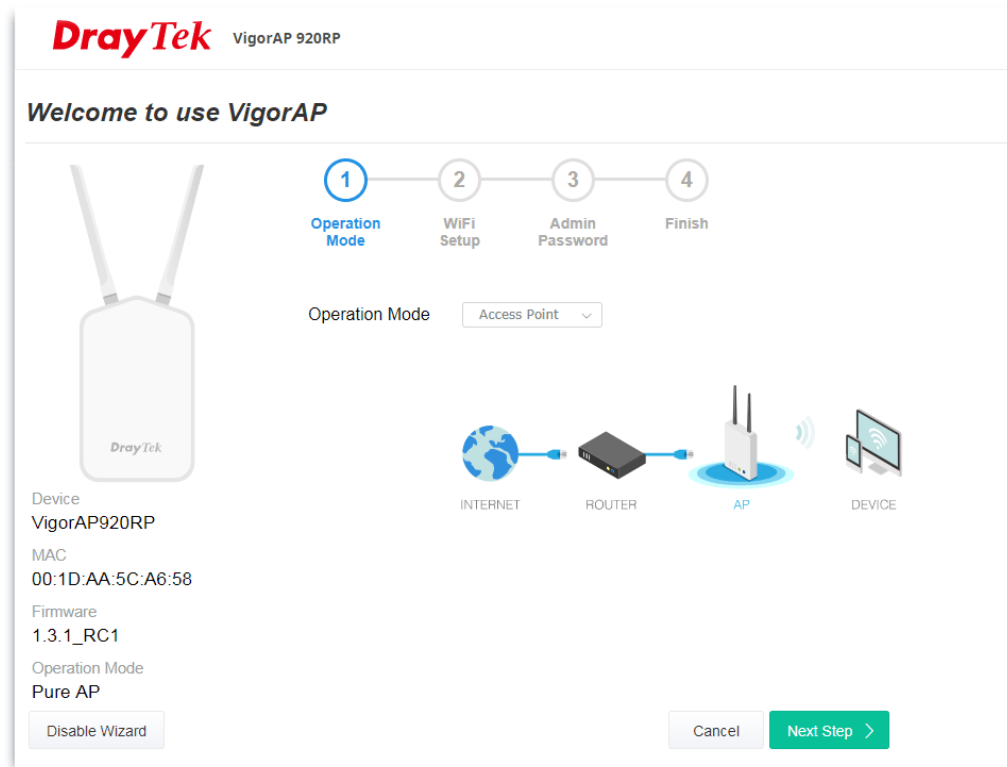 DrayTek VigorAP 920RP
Welcome to use VigorAP
1 2 3 4
Operation Mode
WiFi Setup
Admin Password
Finish
Operation Mode Access Point
DrayTek
INTERNET ROUTER AP DEVICE
Device
VigorAP920RP
MAC
00:1D:AA:5C:A6:58
Firmware
1.3.1_RC1
Operation Mode
Pure AP
Disable Wizard Cancel Next Step >